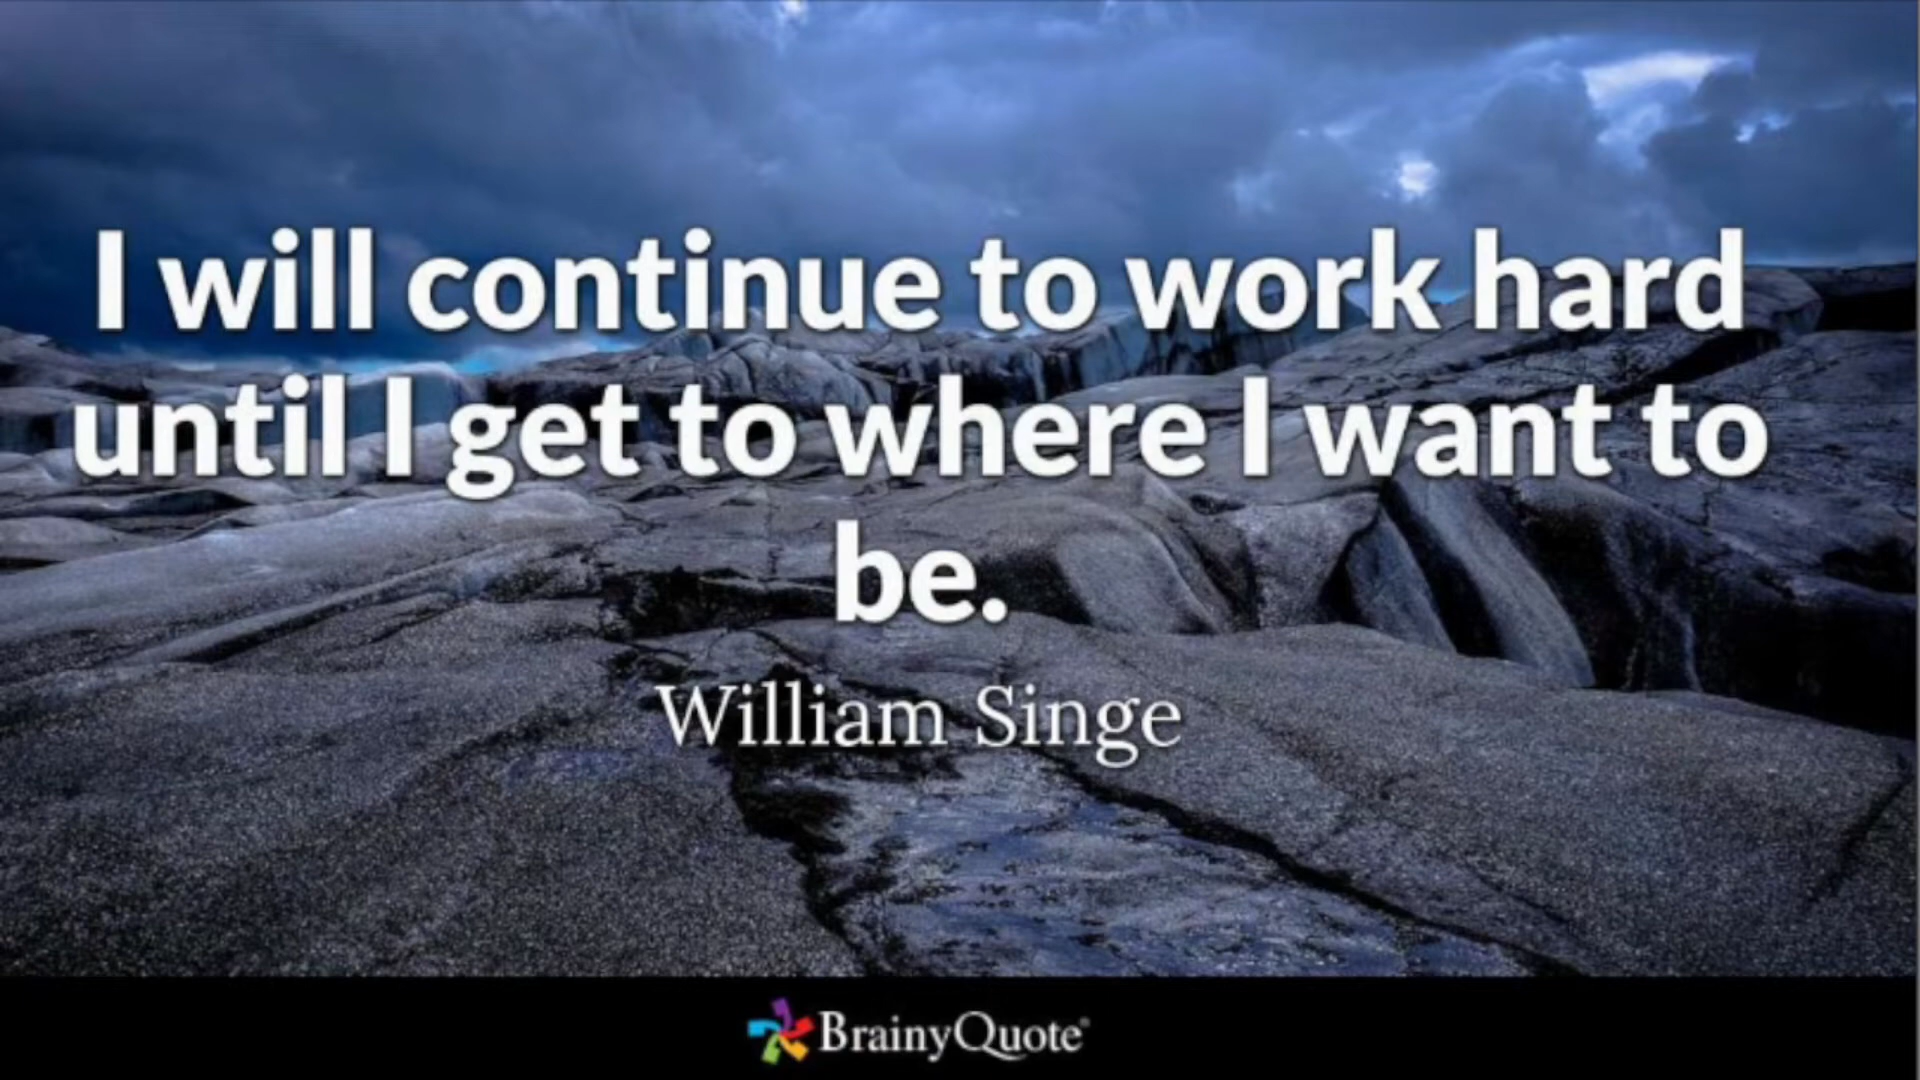 I will continue to work hard
until I get to where I want to
be.
William Singe
BrainyQuote®